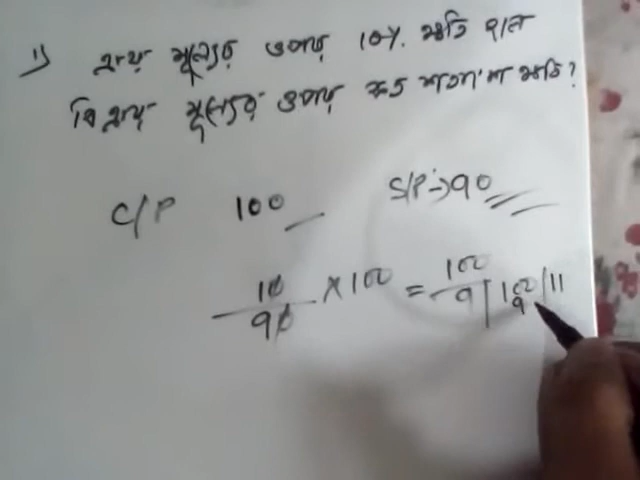 1) ক্রয় মূল্যের ওপর 10%. ক্ষতি হলে
বিক্রয় মূল্যের ওপর কত শতাংশ ক্ষতি?
C/P 100 S/P→90
10/90 × 100 = 100/9 | 100 / 11
9